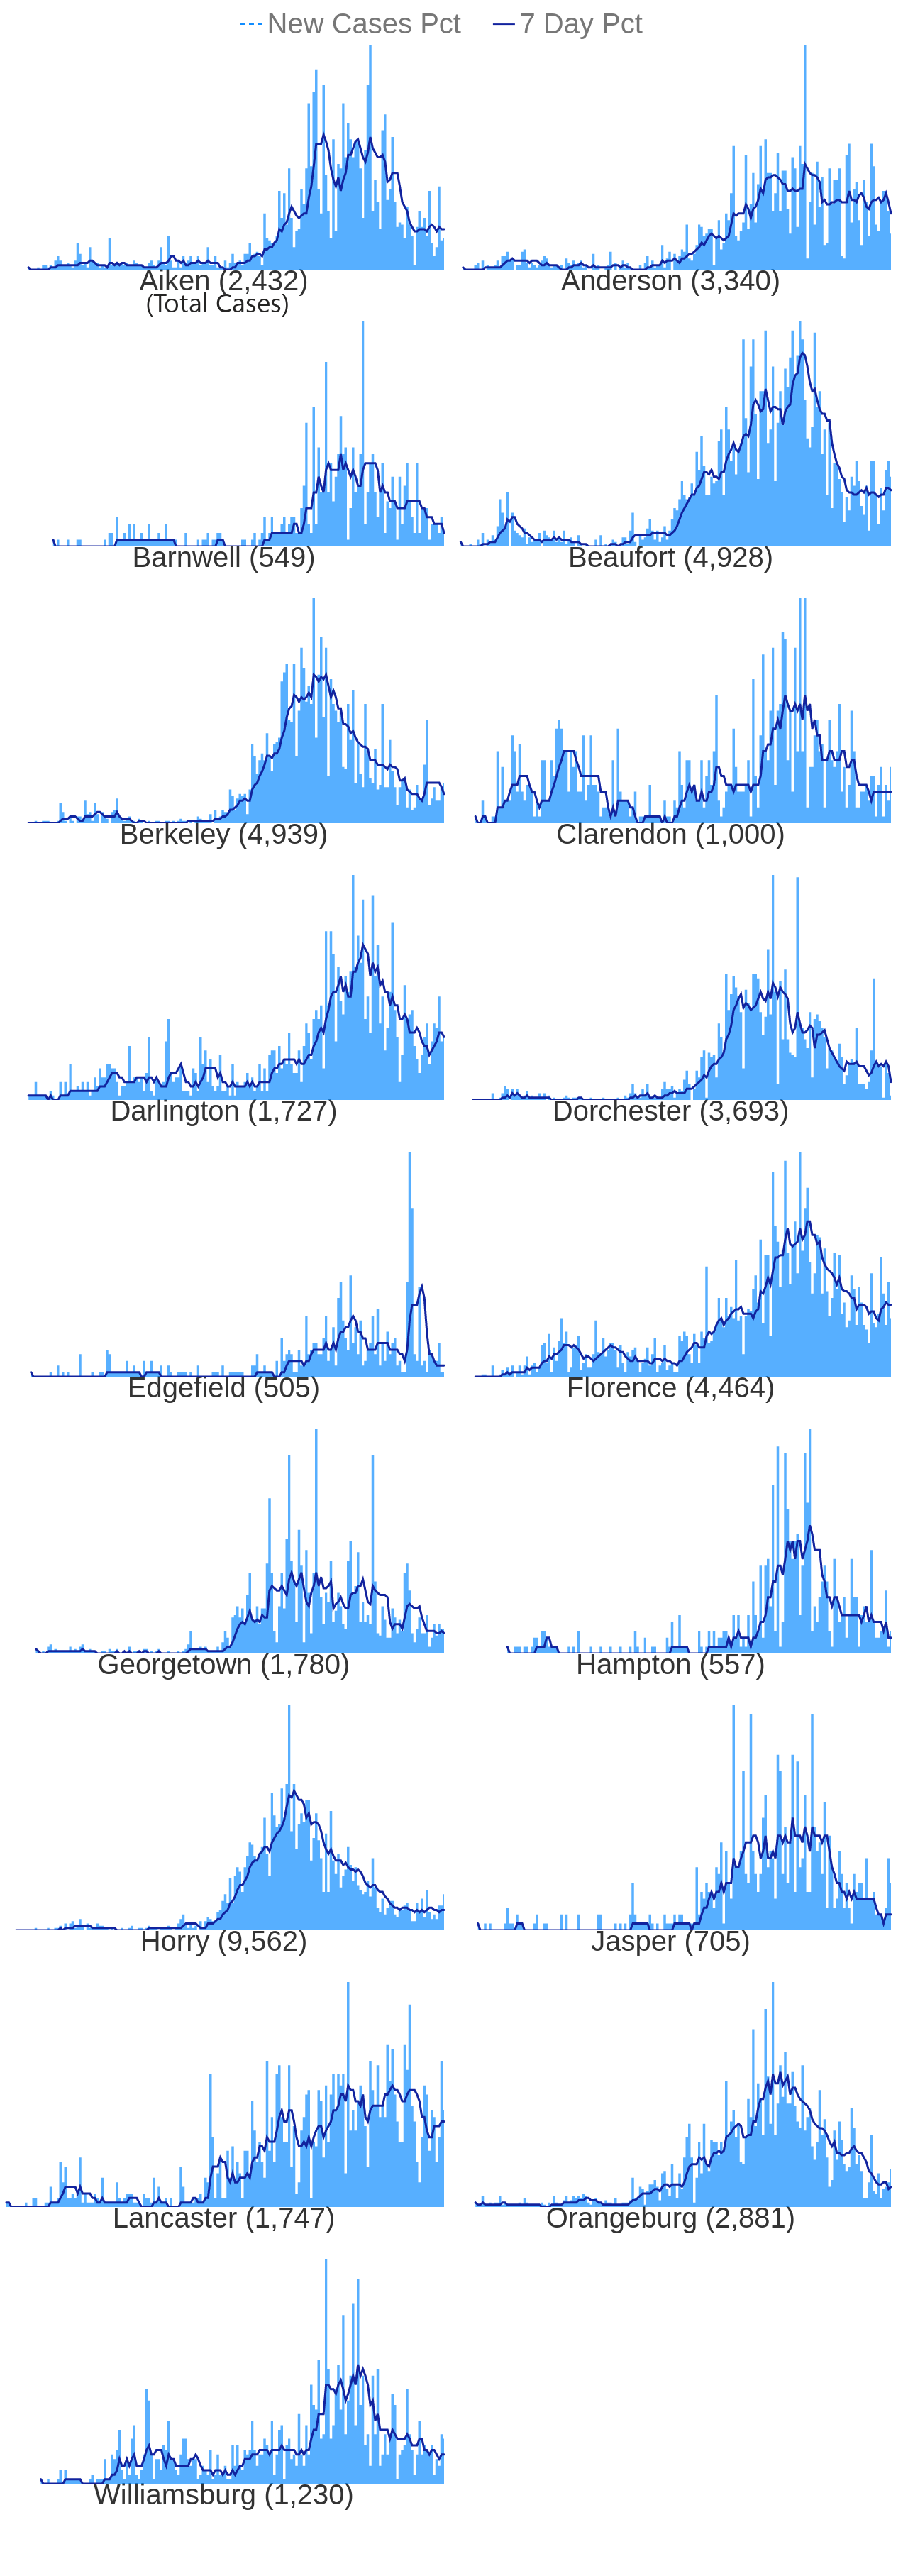 New Cases Pct 7 Day Pct
Aiken (2,432) Anderson (3,340)
(Total Cases)
Barnwell (549) Beaufort (4,928)
Berkeley (4,939) Clarendon (1,000)
Darlington (1,727) Dorchester (3,693)
Edgefield (505) Florence (4,464)
Georgetown (1,780) Hampton (557)
Horry (9,562) Jasper (705)
Lancaster (1,747) Orangeburg (2,881)
Williamsburg (1,230)